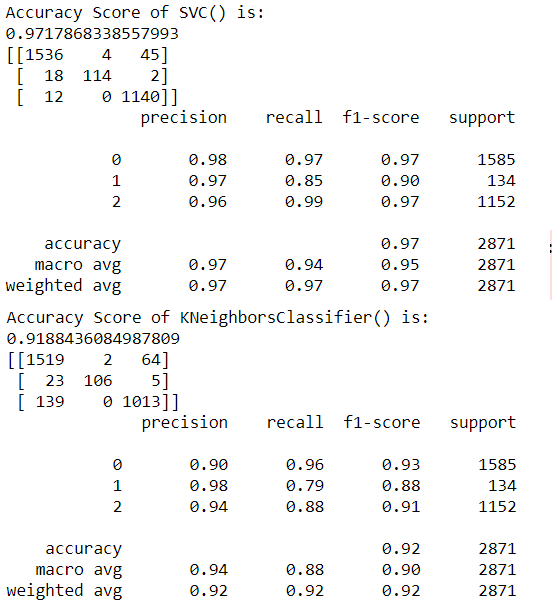 Accuracy Score of SVC() is:
0.9717868338557993
[[1536    4   45]
 [  18  114    2]
 [  12    0 1140]]
              precision    recall  f1-score   support

           0       0.98      0.97      0.97      1585
           1       0.97      0.85      0.90       134
           2       0.96      0.99      0.97      1152

    accuracy                           0.97      2871
   macro avg       0.97      0.94      0.95      2871
weighted avg       0.97      0.97      0.97      2871
Accuracy Score of KNeighborsClassifier() is:
0.9188436084987809
[[1519    2   64]
 [  23  106    5]
 [ 139    0 1013]]
              precision    recall  f1-score   support

           0       0.90      0.96      0.93      1585
           1       0.98      0.79      0.88       134
           2       0.94      0.88      0.91      1152

    accuracy                           0.92      2871
   macro avg       0.94      0.88      0.90      2871
weighted avg       0.92      0.92      0.92      2871